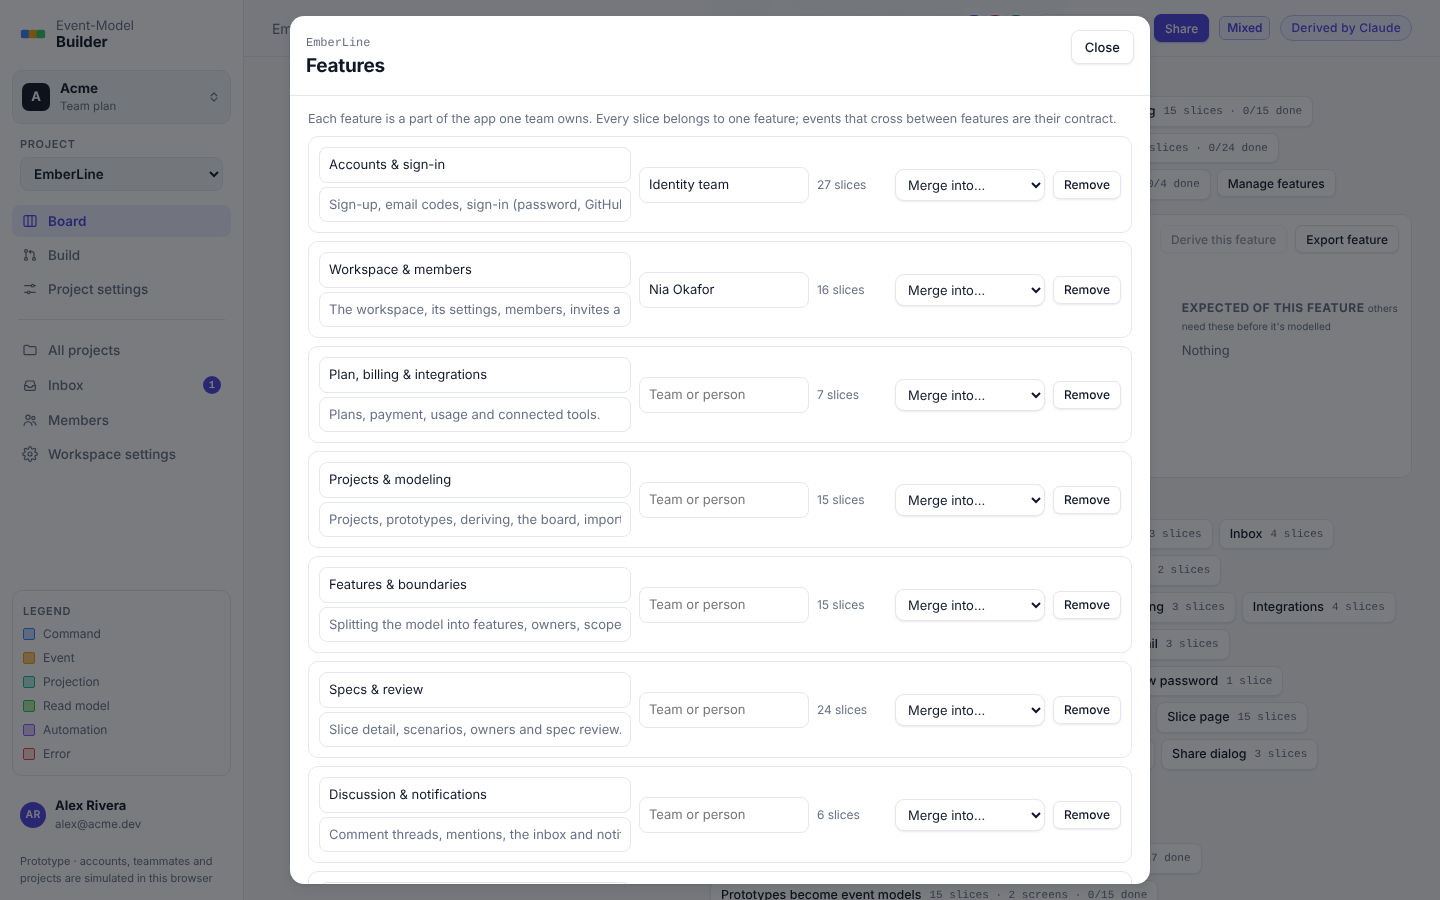 Event-Model
Builder
A
Acme
Team plan
PROJECT
EmberLine
Board
Build
Project settings
All projects
Inbox
1
Members
Workspace settings
LEGEND
Command
Event
Projection
Read model
Automation
Error
AR
Alex Rivera
alex@acme.dev
Prototype · accounts, teammates and
projects are simulated in this browser
Em
Share
Mixed
Derived by Claude
EmberLine
Features
Close
Each feature is a part of the app one team owns. Every slice belongs to one feature; events that cross between features are their contract.
Accounts & sign-in
Sign-up, email codes, sign-in (password, GitHu
Identity team
27 slices
Merge into...
Remove
Workspace & members
The workspace, its settings, members, invites a
Nia Okafor
16 slices
Merge into...
Remove
Plan, billing & integrations
Plans, payment, usage and connected tools.
Team or person
7 slices
Merge into...
Remove
Projects & modeling
Projects, prototypes, deriving, the board, import
Team or person
15 slices
Merge into...
Remove
Features & boundaries
Splitting the model into features, owners, scope
Team or person
15 slices
Merge into...
Remove
Specs & review
Slice detail, scenarios, owners and spec review.
Team or person
24 slices
Merge into...
Remove
Discussion & notifications
Comment threads, mentions, the inbox and noti
Team or person
6 slices
Merge into...
Remove
g 15 slices · 0/15 done
slices · 0/24 done
0/4 done
Manage features
Derive this feature
Export feature
EXPECTED OF THIS FEATURE others
need these before it's modelled
Nothing
3 slices
Inbox 4 slices
2 slices
ng 3 slices
Integrations 4 slices
il 3 slices
w password 1 slice
Slice page 15 slices
Share dialog 3 slices
7 done
Prototypes become event models 15 slices · 2 screens · 0/15 done